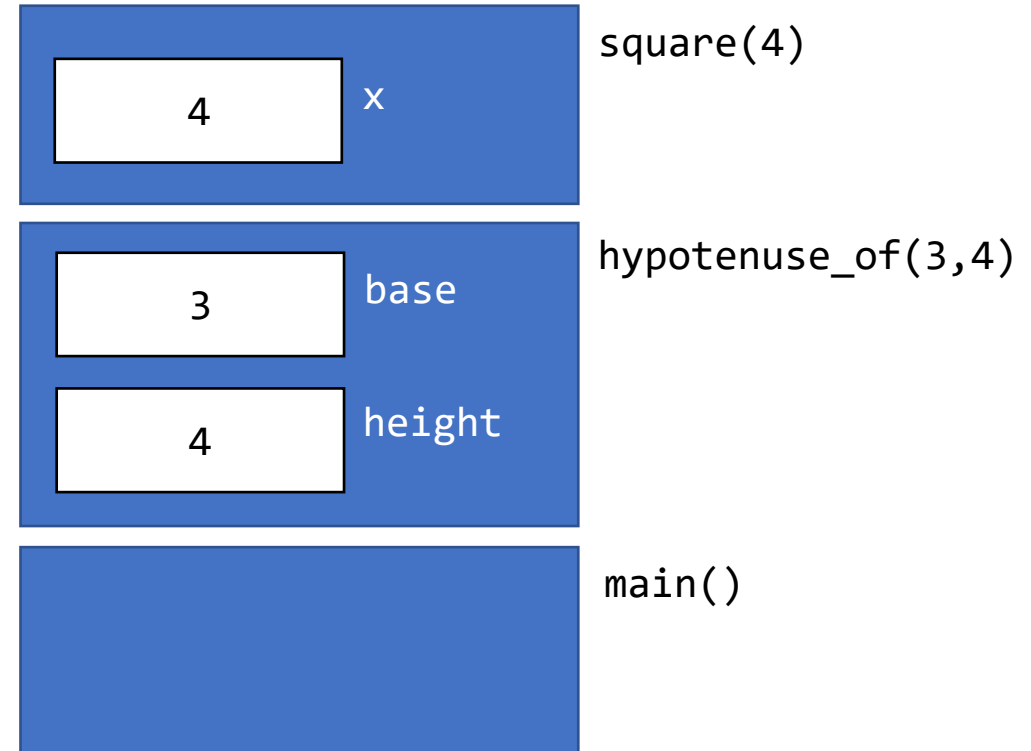 square(4)
4 x
hypotenuse_of(3,4)
3 base
4 height
main()